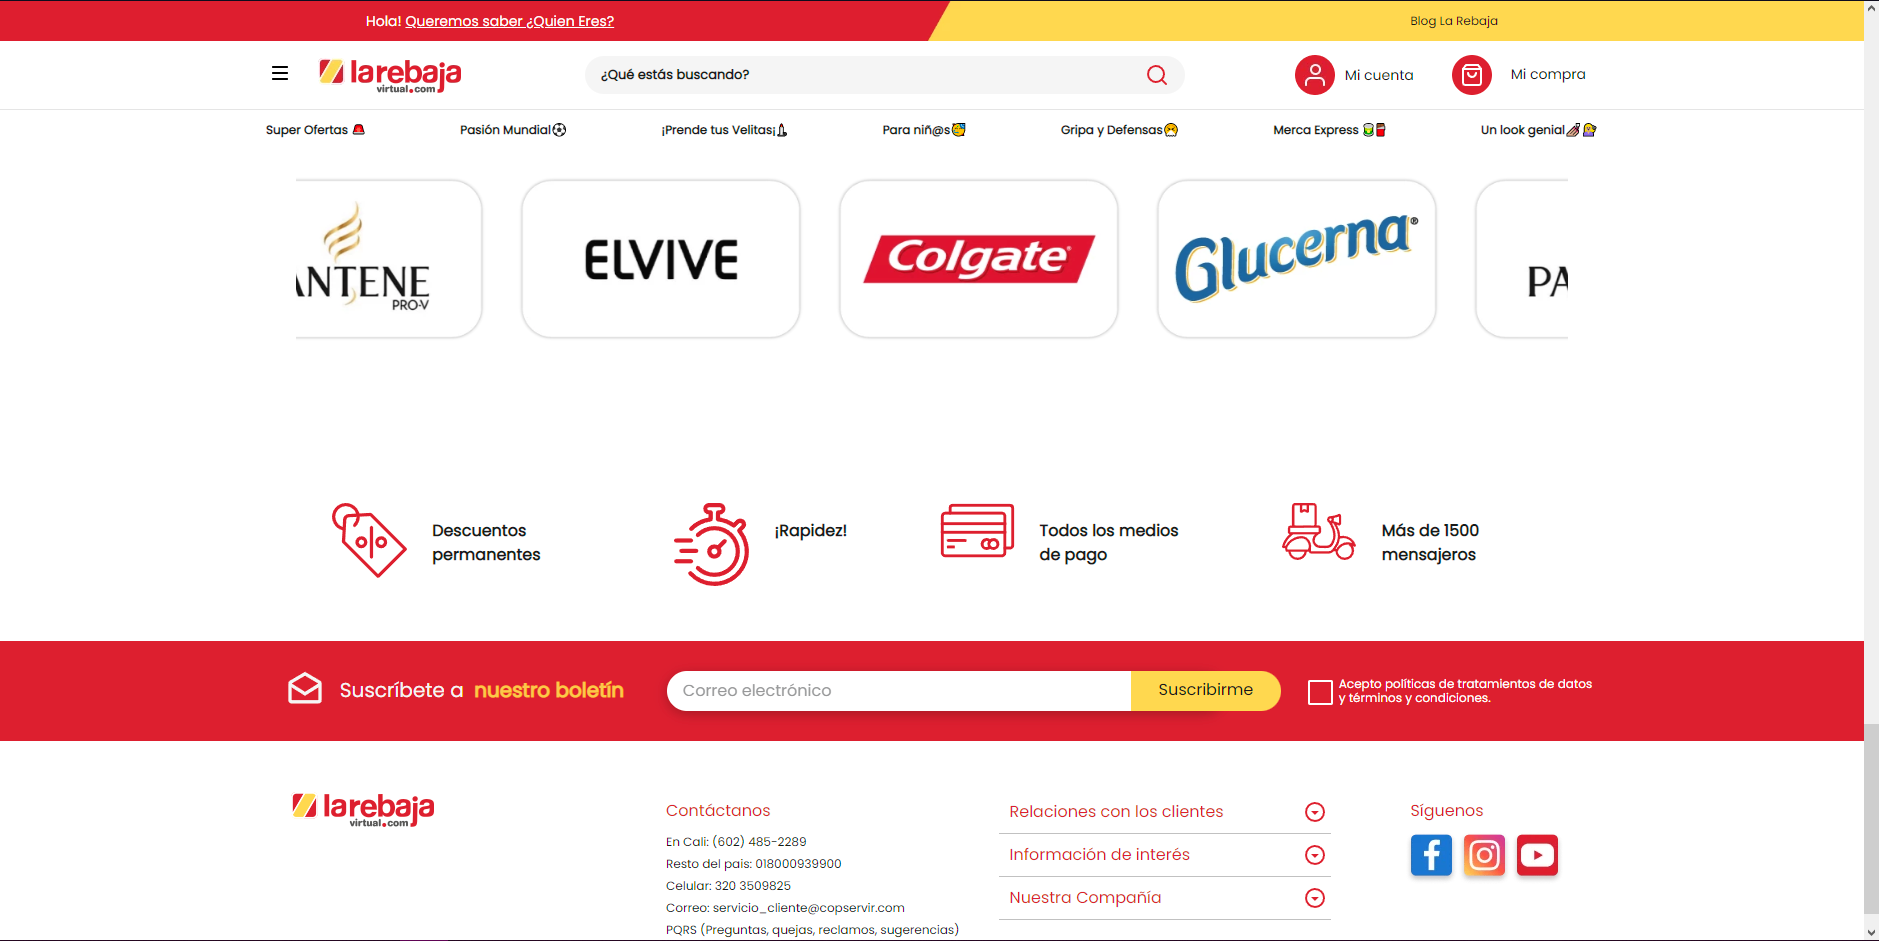 Hola! Queremos saber ¿Quien Eres?
Blog La Rebaja
larebaja
virtual.com
¿Qué estás buscando?
Mi cuenta
Mi compra
Super Ofertas
Pasión Mundial
¡Prende tus Velitas¡
Para niñ@s
Gripa y Defensas
Merca Express
Un look genial
ANTENE
PRO-V
ELVIVE
Colgate
Glucerna®
PA
Descuentos
permanentes
¡Rapidez!
Todos los medios
de pago
Más de 1500
mensajeros
Suscríbete a nuestro boletín
Correo electrónico
Suscribirme
Acepto políticas de tratamientos de datos
y términos y condiciones.
larebaja
virtual.com
Contáctanos
En Cali: (602) 485-2289
Resto del pais: 018000939900
Celular: 320 3509825
Correo: servicio_cliente@copservir.com
PQRS (Preguntas, quejas, reclamos, sugerencias)
Relaciones con los clientes
Información de interés
Nuestra Compañía
Síguenos